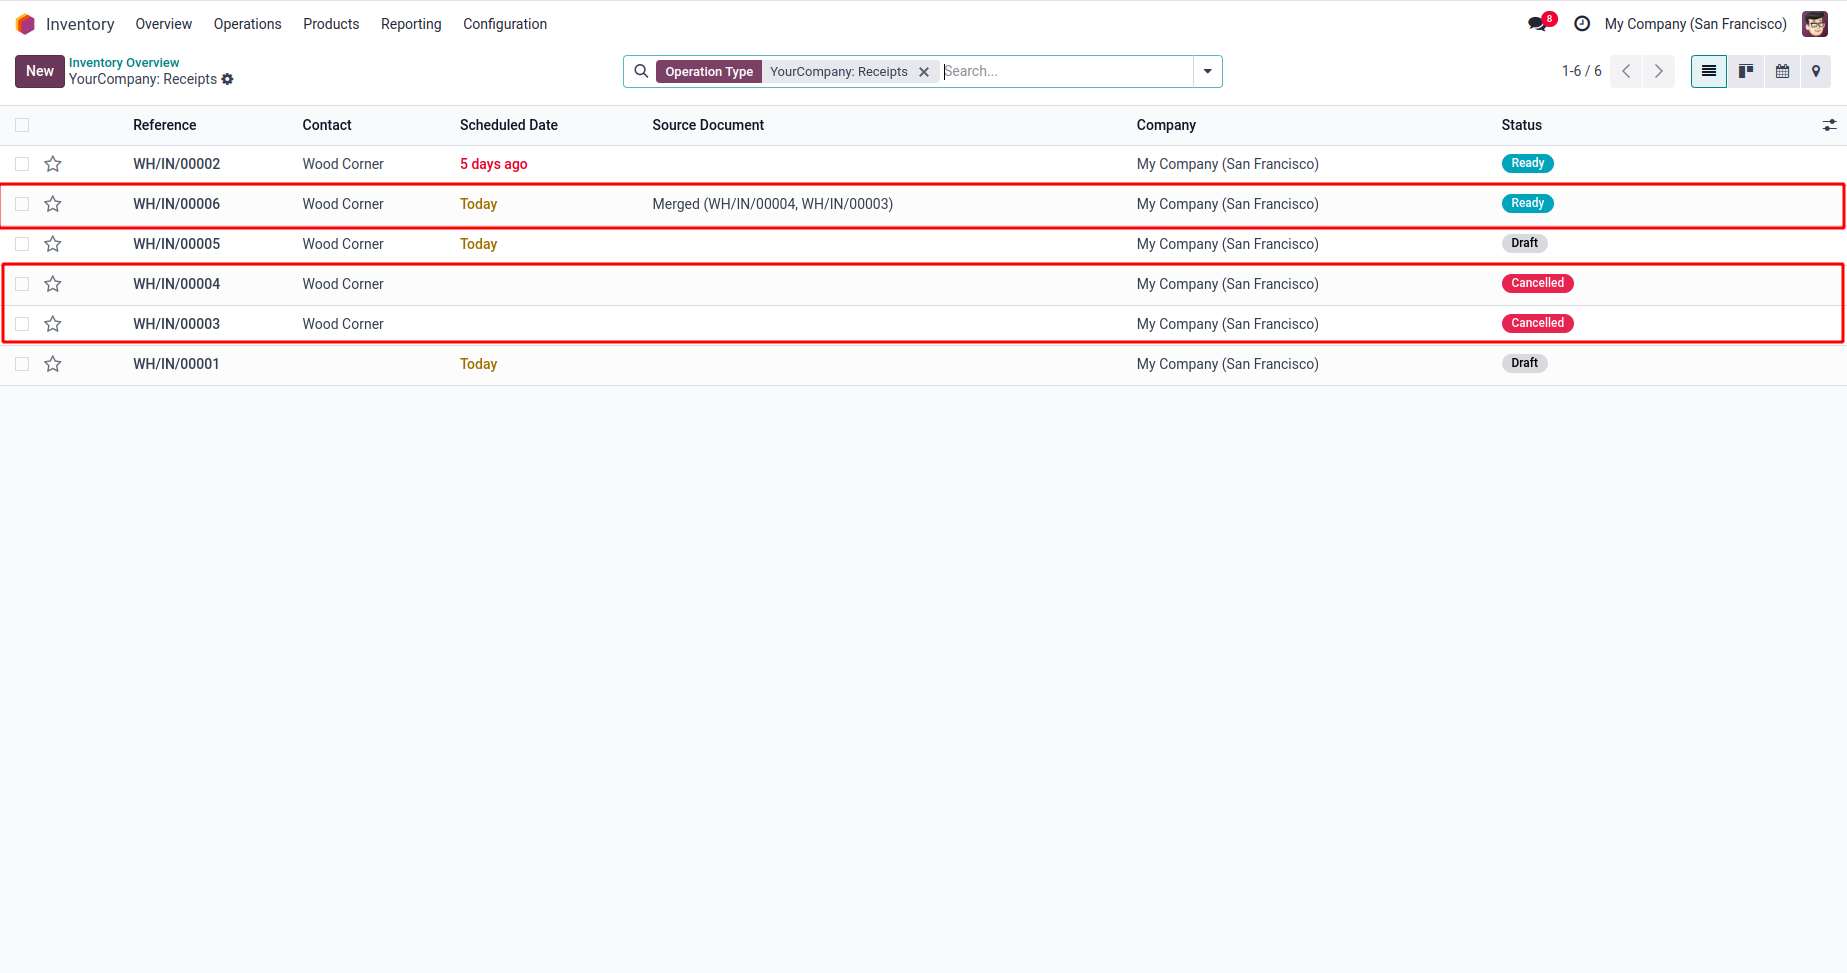 Inventory Overview Operations Products Reporting Configuration 8 My Company (San Francisco)
New Inventory Overview
YourCompany: Receipts Operation Type YourCompany: Receipts Search... 1-6 / 6
Reference Contact Scheduled Date Source Document Company Status
WH/IN/00002 Wood Corner 5 days ago My Company (San Francisco) Ready
WH/IN/00006 Wood Corner Today Merged (WH/IN/00004, WH/IN/00003) My Company (San Francisco) Ready
WH/IN/00005 Wood Corner Today My Company (San Francisco) Draft
WH/IN/00004 Wood Corner My Company (San Francisco) Cancelled
WH/IN/00003 Wood Corner My Company (San Francisco) Cancelled
WH/IN/00001 Today My Company (San Francisco) Draft